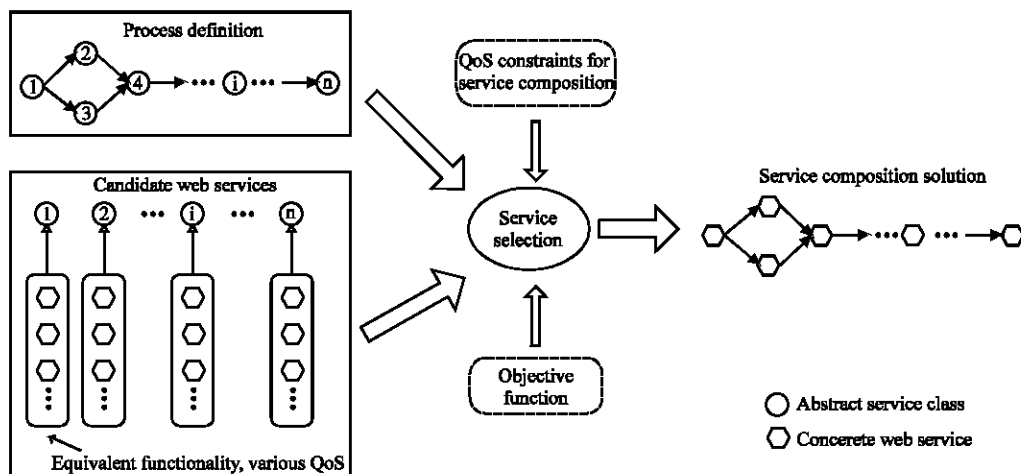 Process definition
1
2
3
4
...
i
...
n
QoS constraints for
service composition
Candidate web services
1
2
...
i
...
n
...
...
...
...
Equivalent functionality, various QoS
Service
selection
Objective
function
Service composition solution
...
...
Abstract service class
Concerete web service